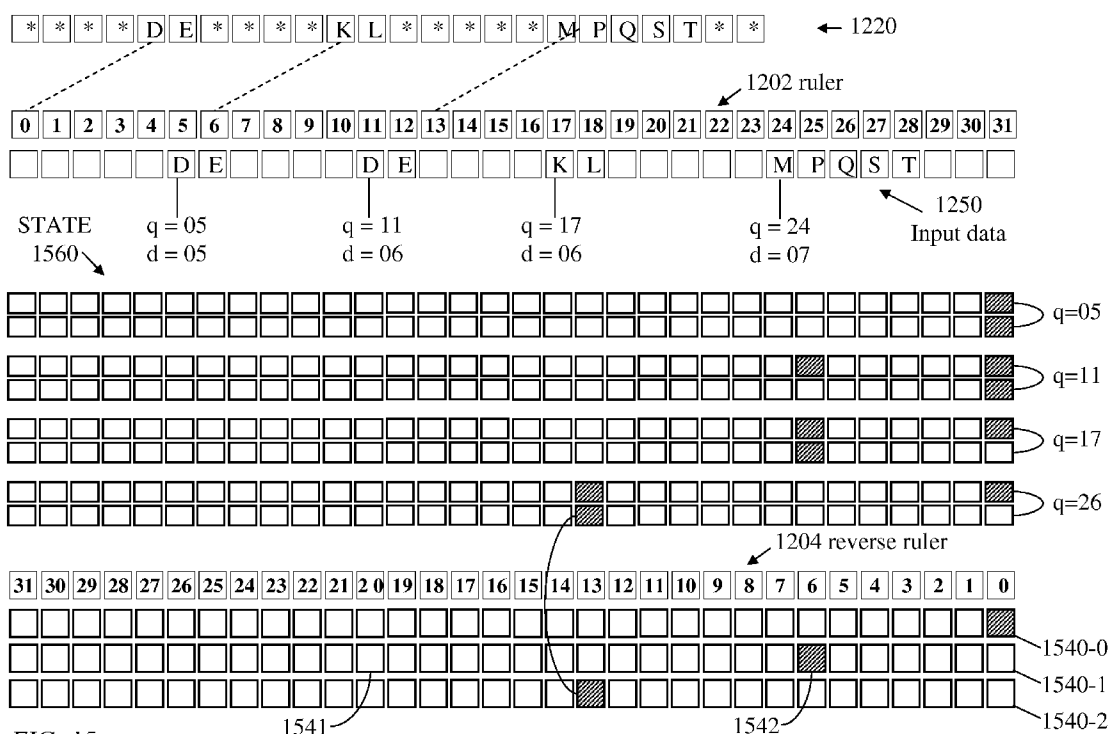 * * * * D E * * * * K L * * * * * M P Q S T * * 1220
1202 ruler
0 1 2 3 4 5 6 7 8 9 10 11 12 13 14 15 16 17 18 19 20 21 22 23 24 25 26 27 28 29 30 31
D E D E K L M P Q S T
1250
Input data
STATE
1560
q = 05
d = 05
q = 11
d = 06
q = 17
d = 06
q = 24
d = 07
q=05
q=11
q=17
q=26
1204 reverse ruler
31 30 29 28 27 26 25 24 23 22 21 2 0 19 18 17 16 15 14 13 12 11 10 9 8 7 6 5 4 3 2 1 0
1540-0
1540-1
1540-2
1541
1542